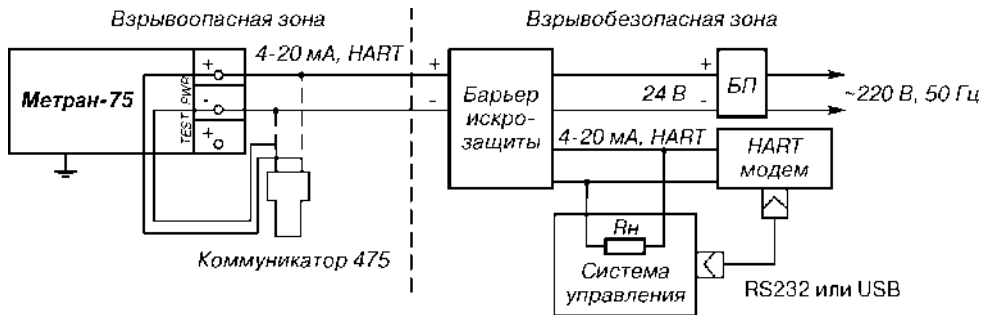 Взрывоопасная зона
Взрывобезопасная зона
4-20 мА, HART
Метран-75
TEST PWR
+
-
+
Коммуникатор 475
+
-
Барьер
искро-
защиты
+
24 В -
БП
~220 В, 50 Гц
4-20 мА, HART
HART
модем
Rн
Система
управления
RS232 или USB